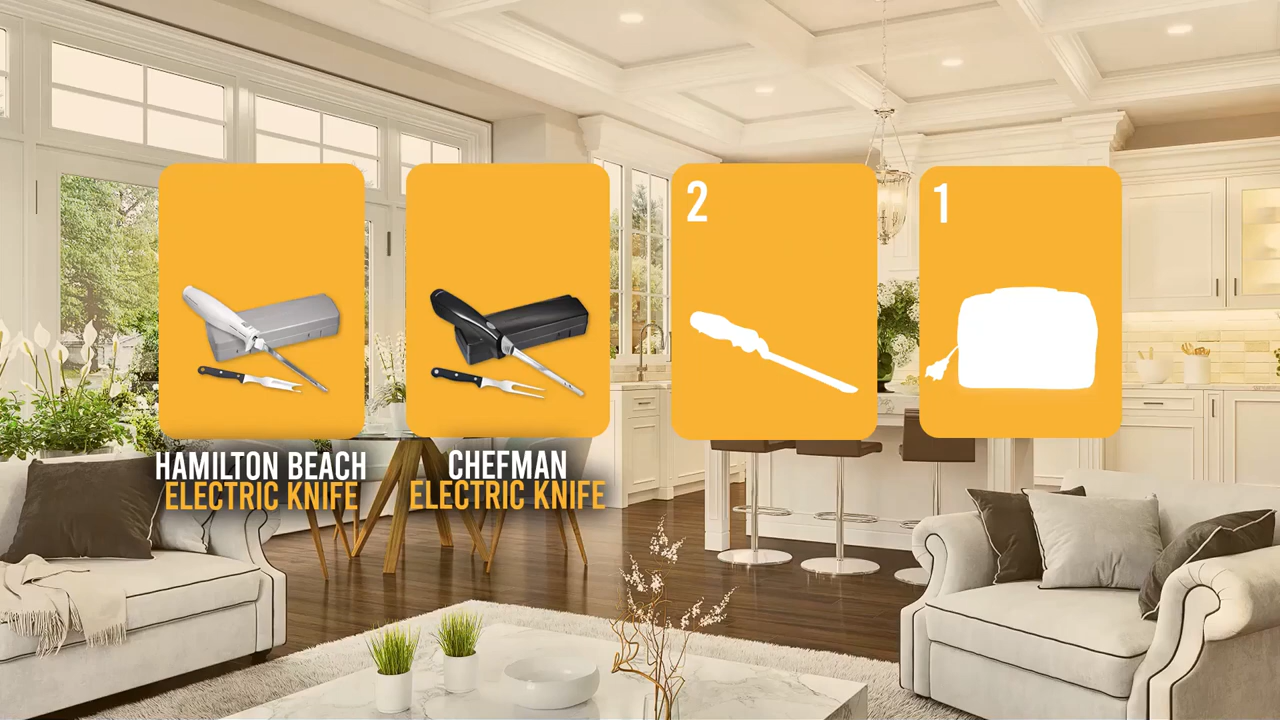 2
1
HAMILTON BEACH
ELECTRIC KNIFE
CHEFMAN
ELECTRIC KNIFE